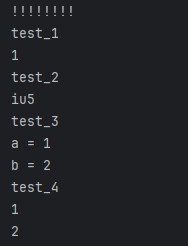 !!!!!!!!
test_1
1
test_2
iu5
test_3
a = 1
b = 2
test_4
1
2